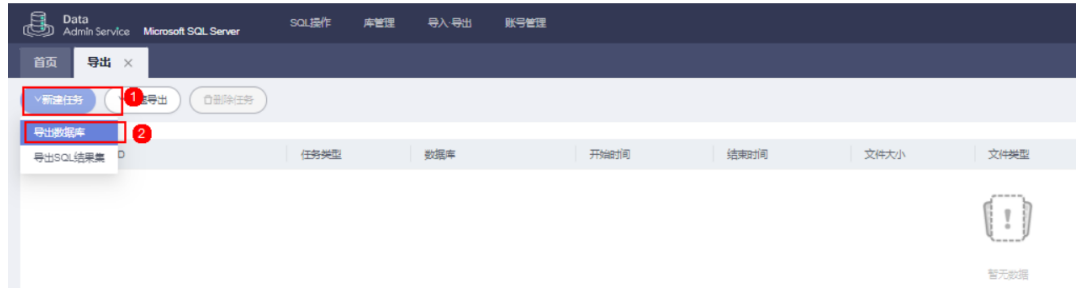 Data
Admin Service Microsoft SQL Server SQL操作 库管理 导入·导出 账号管理
首页 导出 ×
新建任务 1 导出 删除任务
导出数据库 2
导出SQL结果集 任务类型 数据库 开始时间 结束时间 文件大小 文件类型
暂无数据